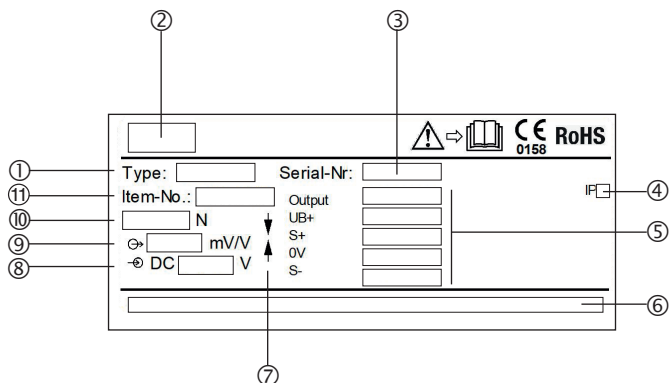 ② ③
CE RoHS
0158
① Type: Serial-Nr:
⑪ Item-No.: Output IP ④
⑩ N UB+
⑨ mV/V S+ ⑤
⑧ DC V 0V
S-
⑥
⑦